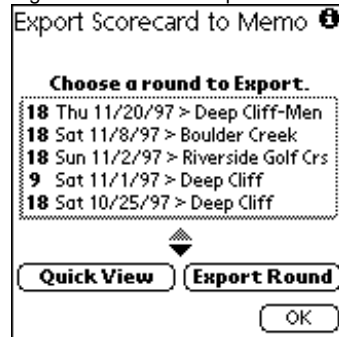 Export Scorecard to Memo
Choose a round to Export.
18 Thu 11/20/97 > Deep Cliff-Men
18 Sat 11/8/97 > Boulder Creek
18 Sun 11/2/97 > Riverside Golf Crs
9 Sat 11/1/97 > Deep Cliff
18 Sat 10/25/97 > Deep Cliff
Quick View
Export Round
OK